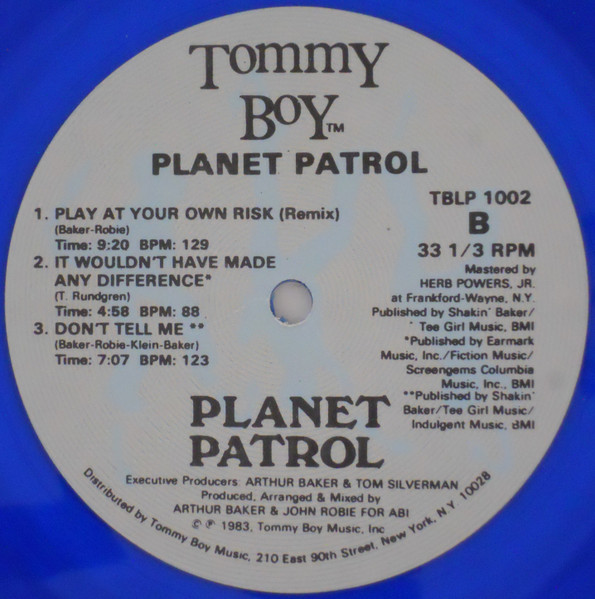 Tommy
Boy™
PLANET PATROL
TBLP 1002
B
33 1/3 RPM
1. PLAY AT YOUR OWN RISK (Remix)
(Baker-Robie)
Time: 9:20 BPM: 129
2. IT WOULDN'T HAVE MADE
ANY DIFFERENCE*
(T. Rundgren)
Time: 4:58 BPM: 88
3. DON'T TELL ME **
(Baker-Robie-Klein-Baker)
Time: 7:07 BPM: 123
Mastered by
HERB POWERS, JR.
at Frankford-Wayne, N.Y.
Published by Shakin' Baker/
Tee Girl Music, BMI
*Published by Earmark
Music, Inc./Fiction Music/
Screengems Columbia
Music, Inc., BMI
**Published by Shakin'
Baker/Tee Girl Music/
Indulgent Music, BMI
PLANET
PATROL
Executive Producers: ARTHUR BAKER & TOM SILVERMAN
Produced, Arranged & Mixed by
ARTHUR BAKER & JOHN ROBIE FOR ABI
© ℗ 1983, Tommy Boy Music, Inc
Distributed by Tommy Boy Music, 210 East 90th Street, New York, N.Y. 10028